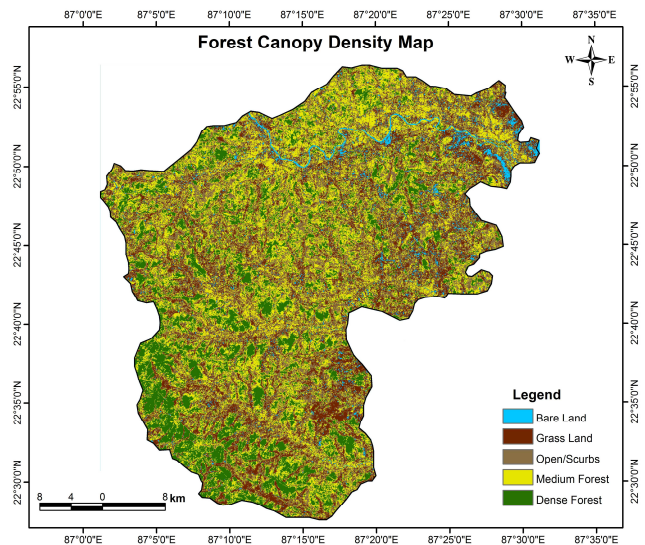 87°0'0"E 87°5'0"E 87°10'0"E 87°15'0"E 87°20'0"E 87°25'0"E 87°30'0"E 87°35'0"E
Forest Canopy Density Map
N
W E
S
22°55'0"N 22°55'0"N
22°50'0"N 22°50'0"N
22°45'0"N 22°45'0"N
22°40'0"N 22°40'0"N
22°35'0"N 22°35'0"N
22°30'0"N 22°30'0"N
Legend
Bare Land
Grass Land
Open/Scurbs
Medium Forest
Dense Forest
8 4 0 8 km
87°0'0"E 87°5'0"E 87°10'0"E 87°15'0"E 87°20'0"E 87°25'0"E 87°30'0"E 87°35'0"E